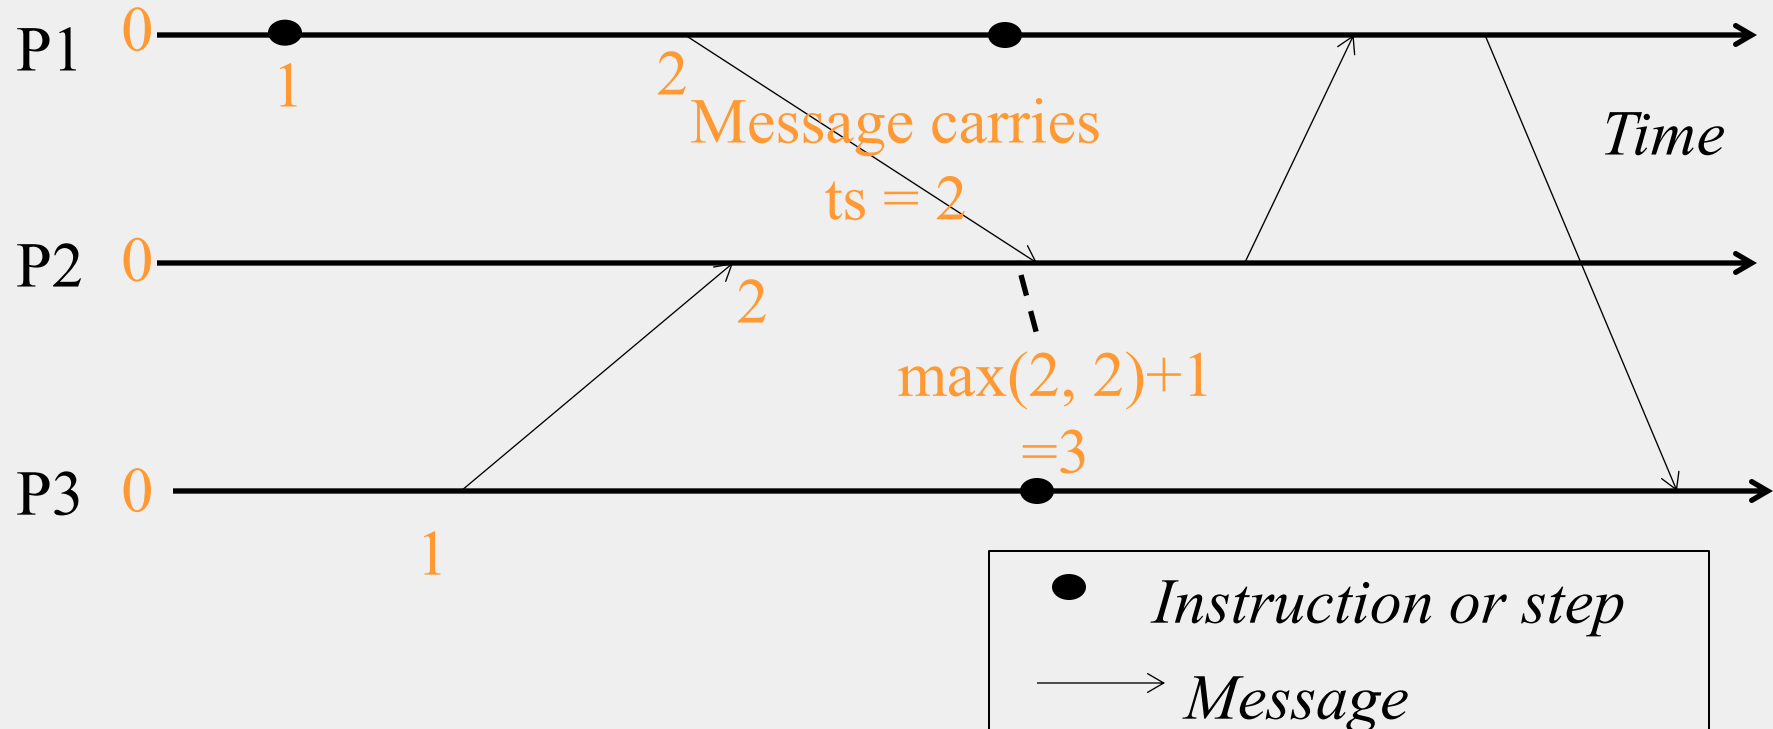 P1 0
1
2
Message carries
ts = 2
Time
P2 0
2
max(2, 2)+1
=3
P3 0
1
Instruction or step
Message